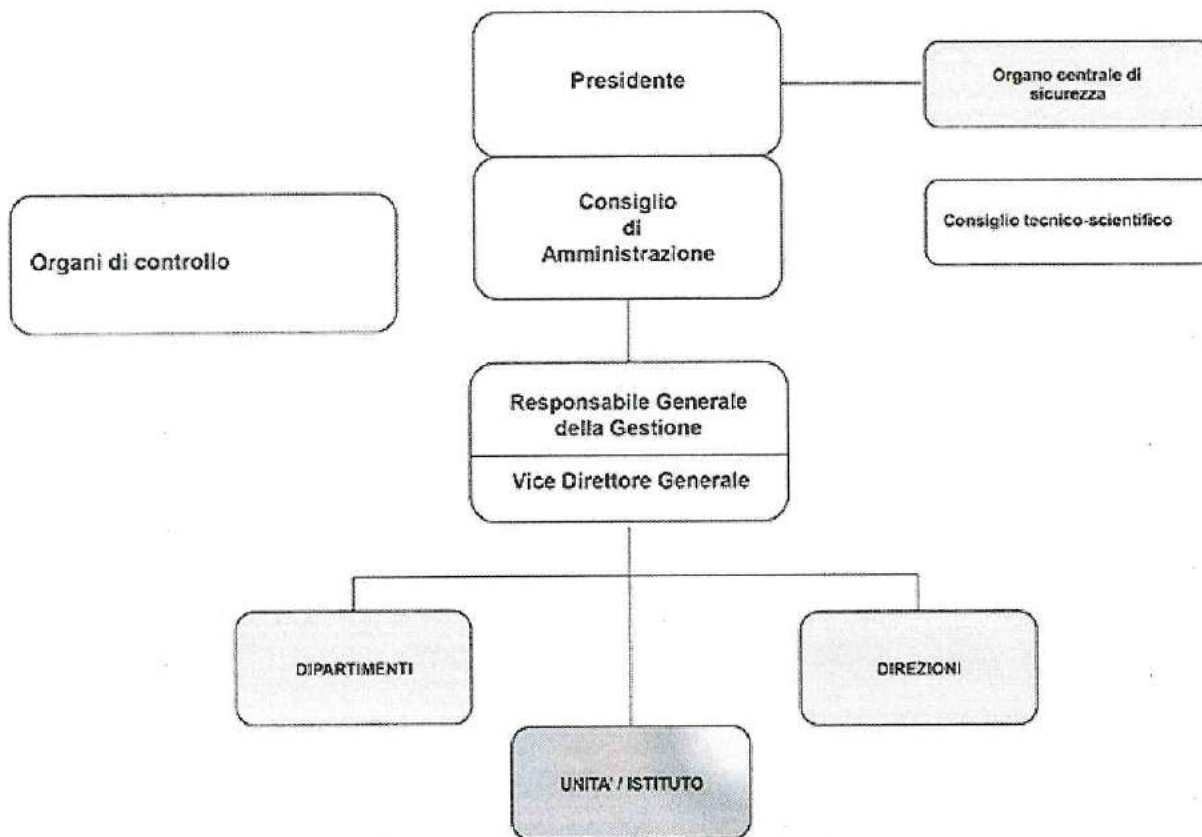 Presidente
Organo centrale di
sicurezza
Consiglio
di
Amministrazione
Consiglio tecnico-scientifico
Organi di controllo
Responsabile Generale
della Gestione
Vice Direttore Generale
DIPARTIMENTI
DIREZIONI
UNITA' / ISTITUTO